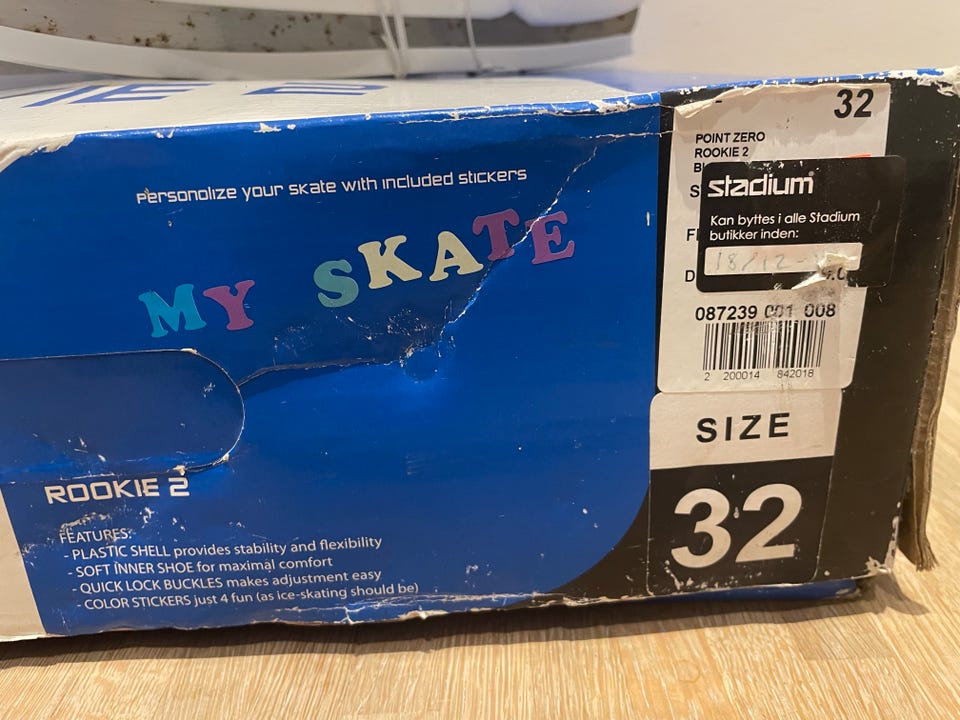 Personalize your skate with included stickers
MY SKATE
ROOKIE 2
FEATURES:
- PLASTIC SHELL provides stability and flexibility
- SOFT INNER SHOE for maximal comfort
- QUICK LOCK BUCKLES makes adjustment easy
- COLOR STICKERS just 4 fun (as ice-skating should be)
32
POINT ZERO
ROOKIE 2
stadium
Kan byttes i alle Stadium
butikker inden:
18/12-
087239 001 008
2 200014 842018
SIZE
32